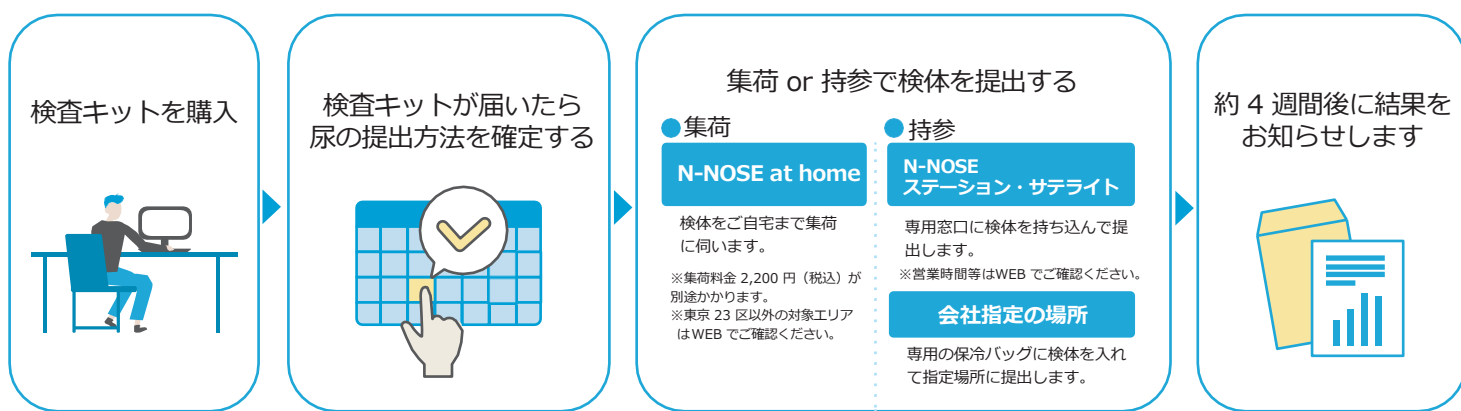 検査キットを購入
検査キットが届いたら
尿の提出方法を確定する
集荷 or 持参で検体を提出する
●集荷
N-NOSE at home
検体をご自宅まで集荷
に伺います。
※集荷料金 2,200 円（税込）が
別途かかります。
※東京 23 区以外の対象エリア
はWEB でご確認ください。
●持参
N-NOSE
ステーション・サテライト
専用窓口に検体を持ち込んで提
出します。
※営業時間等はWEB でご確認ください。
会社指定の場所
専用の保冷バッグに検体を入れ
て指定場所に提出します。
約 4 週間後に結果を
お知らせします